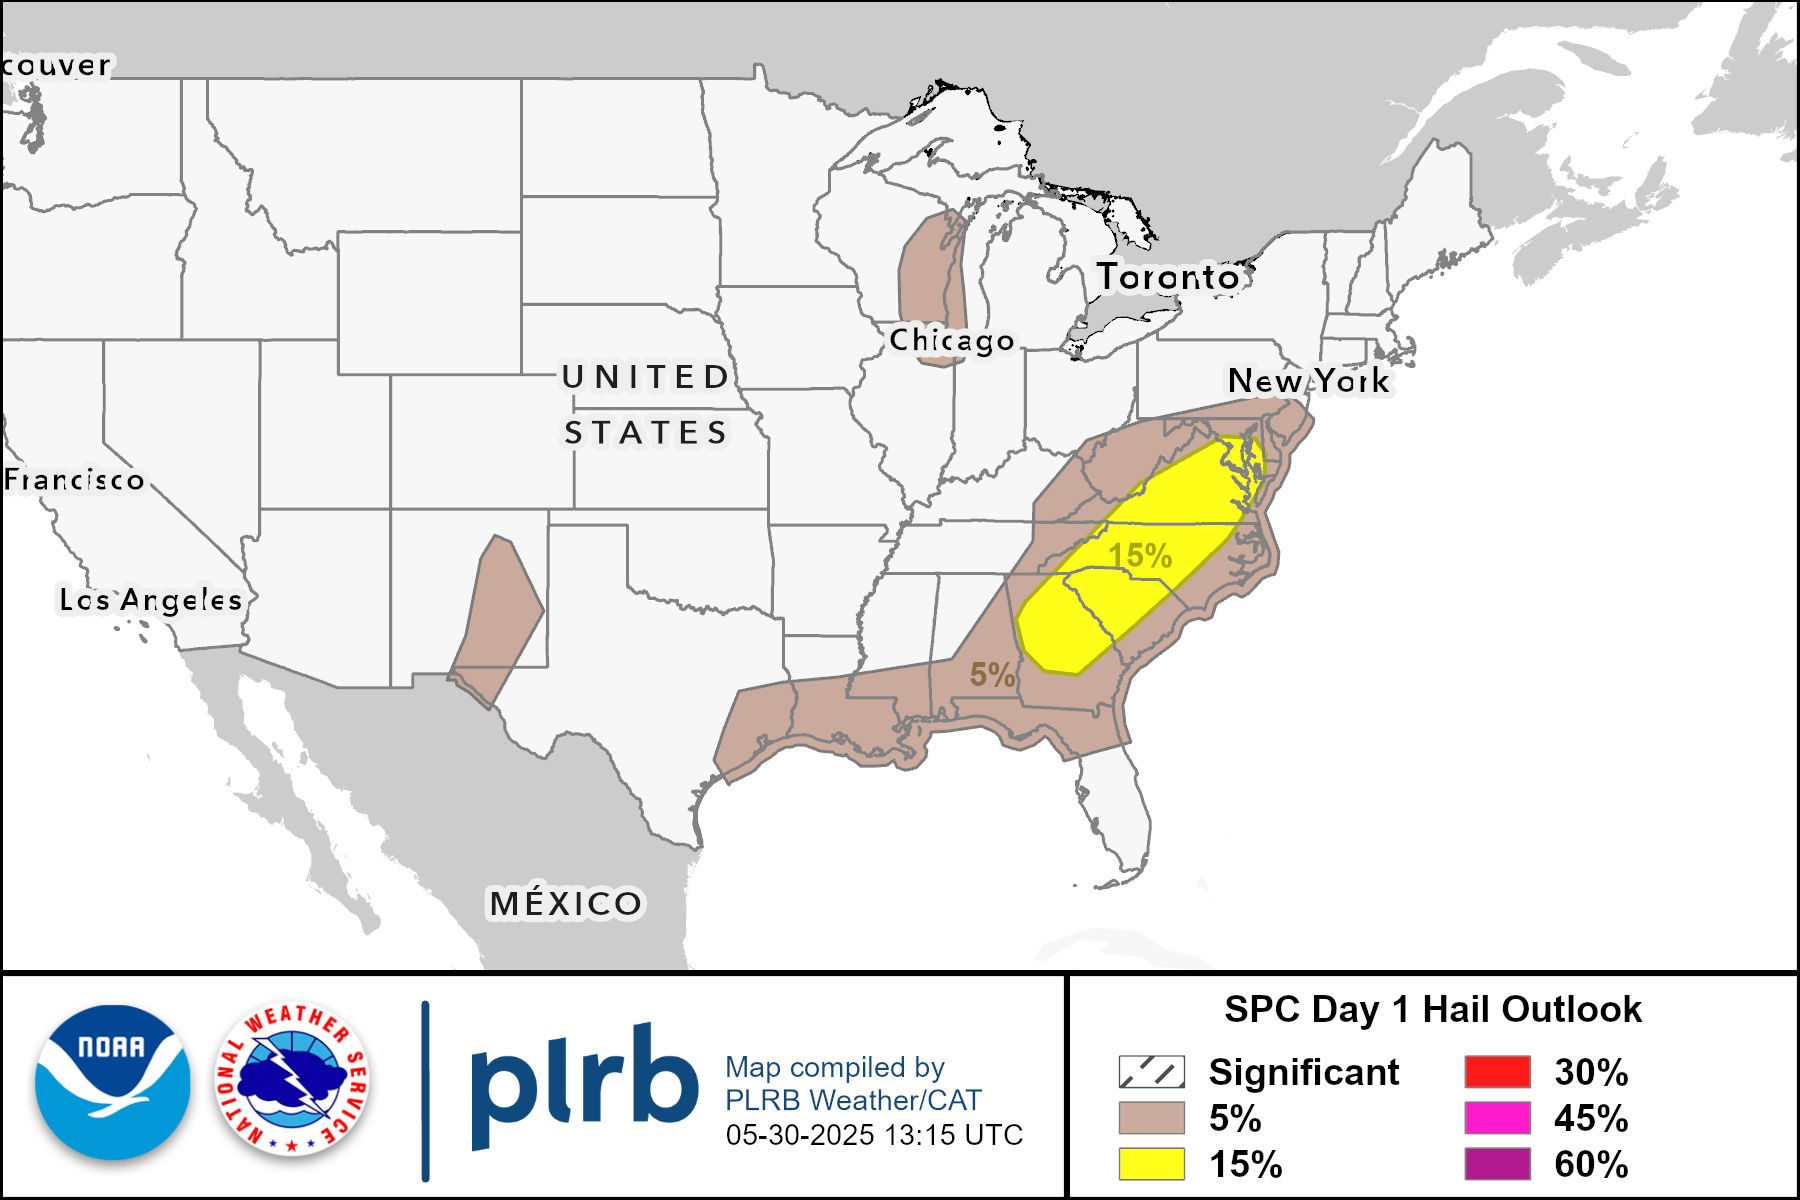 couver
Toronto
Chicago
New York
UNITED
STATES
Francisco
Los Angeles
15%
5%
MÉXICO
NOAA
NATIONAL WEATHER SERVICE
plrb
Map compiled by
PLRB Weather/CAT
05-30-2025 13:15 UTC
SPC Day 1 Hail Outlook
Significant
5%
15%
30%
45%
60%